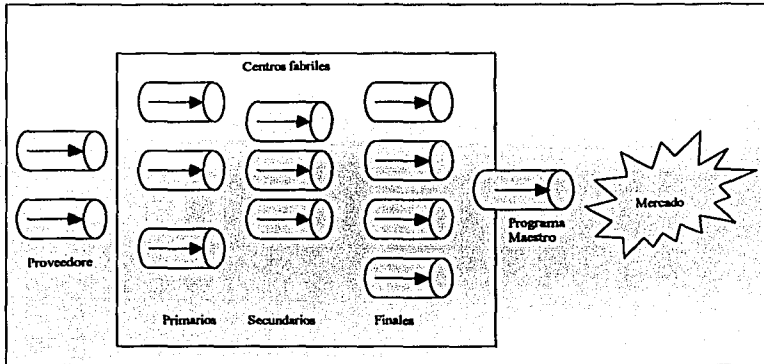 Centros fabriles
Proveedore
Primarios
Secundarios
Finales
Programa
Maestro
Mercado